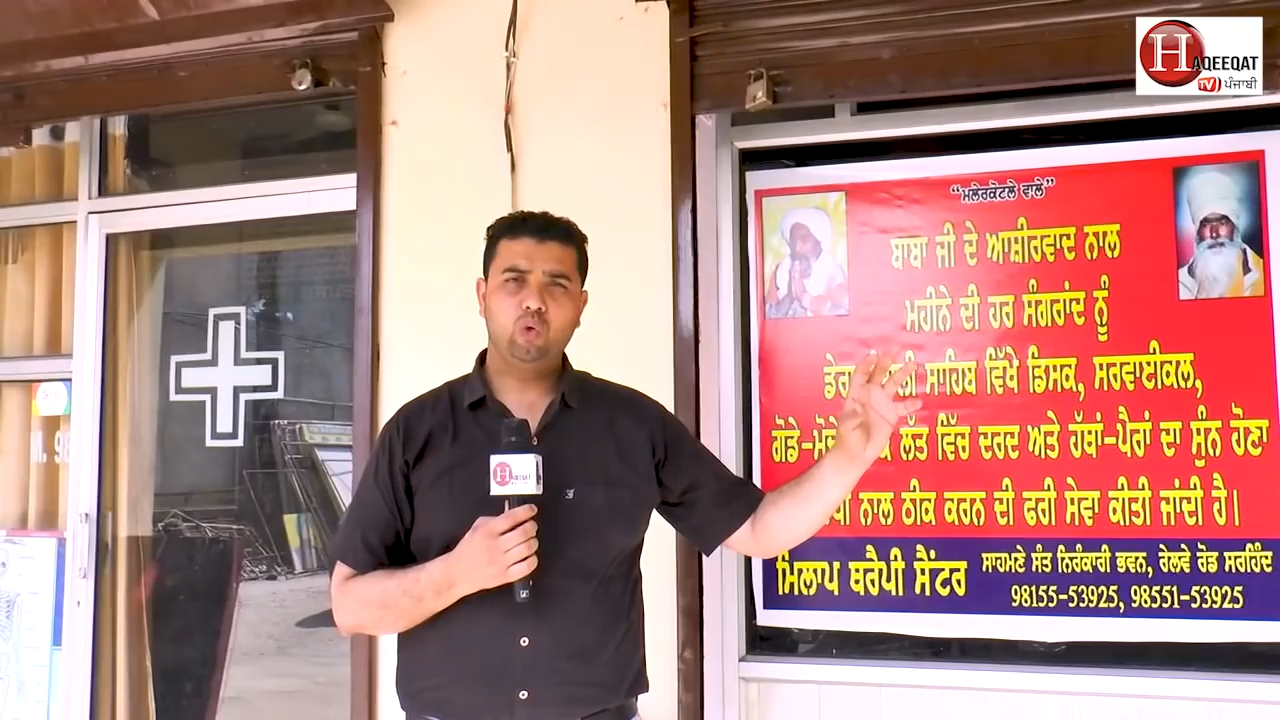 HAQEEQAT
TV ਪੰਜਾਬੀ
“ਮਲੇਰਕੋਟਲੇ ਵਾਲੇ”
ਬਾਬਾ ਜੀ ਦੇ ਆਸ਼ੀਰਵਾਦ ਨਾਲ
ਮਹੀਨੇ ਦੀ ਹਰ ਸੰਗਰਾਂਦ ਨੂੰ
ਸਾਹਿਬ ਵਿੱਖੇ ਡਿਸਕ, ਸਰਵਾਈਕਲ,
ਗੋਡੇ- ਲੱਤ ਵਿੱਚ ਦਰਦ ਅਤੇ ਹੱਥਾਂ-ਪੈਰਾਂ ਦਾ ਸੁੰਨ ਹੋਣਾ
ਨਾਲ ਠੀਕ ਕਰਨ ਦੀ ਫਰੀ ਸੇਵਾ ਕੀਤੀ ਜਾਂਦੀ ਹੈ।
ਮਿਲਾਪ ਥਰੈਪੀ ਸੈਂਟਰ
ਸਾਹਮਣੇ ਸੰਤ ਨਿਰੰਕਾਰੀ ਭਵਨ, ਰੇਲਵੇ ਰੋਡ ਸਰਹਿੰਦ
98155-53925, 98551-53925